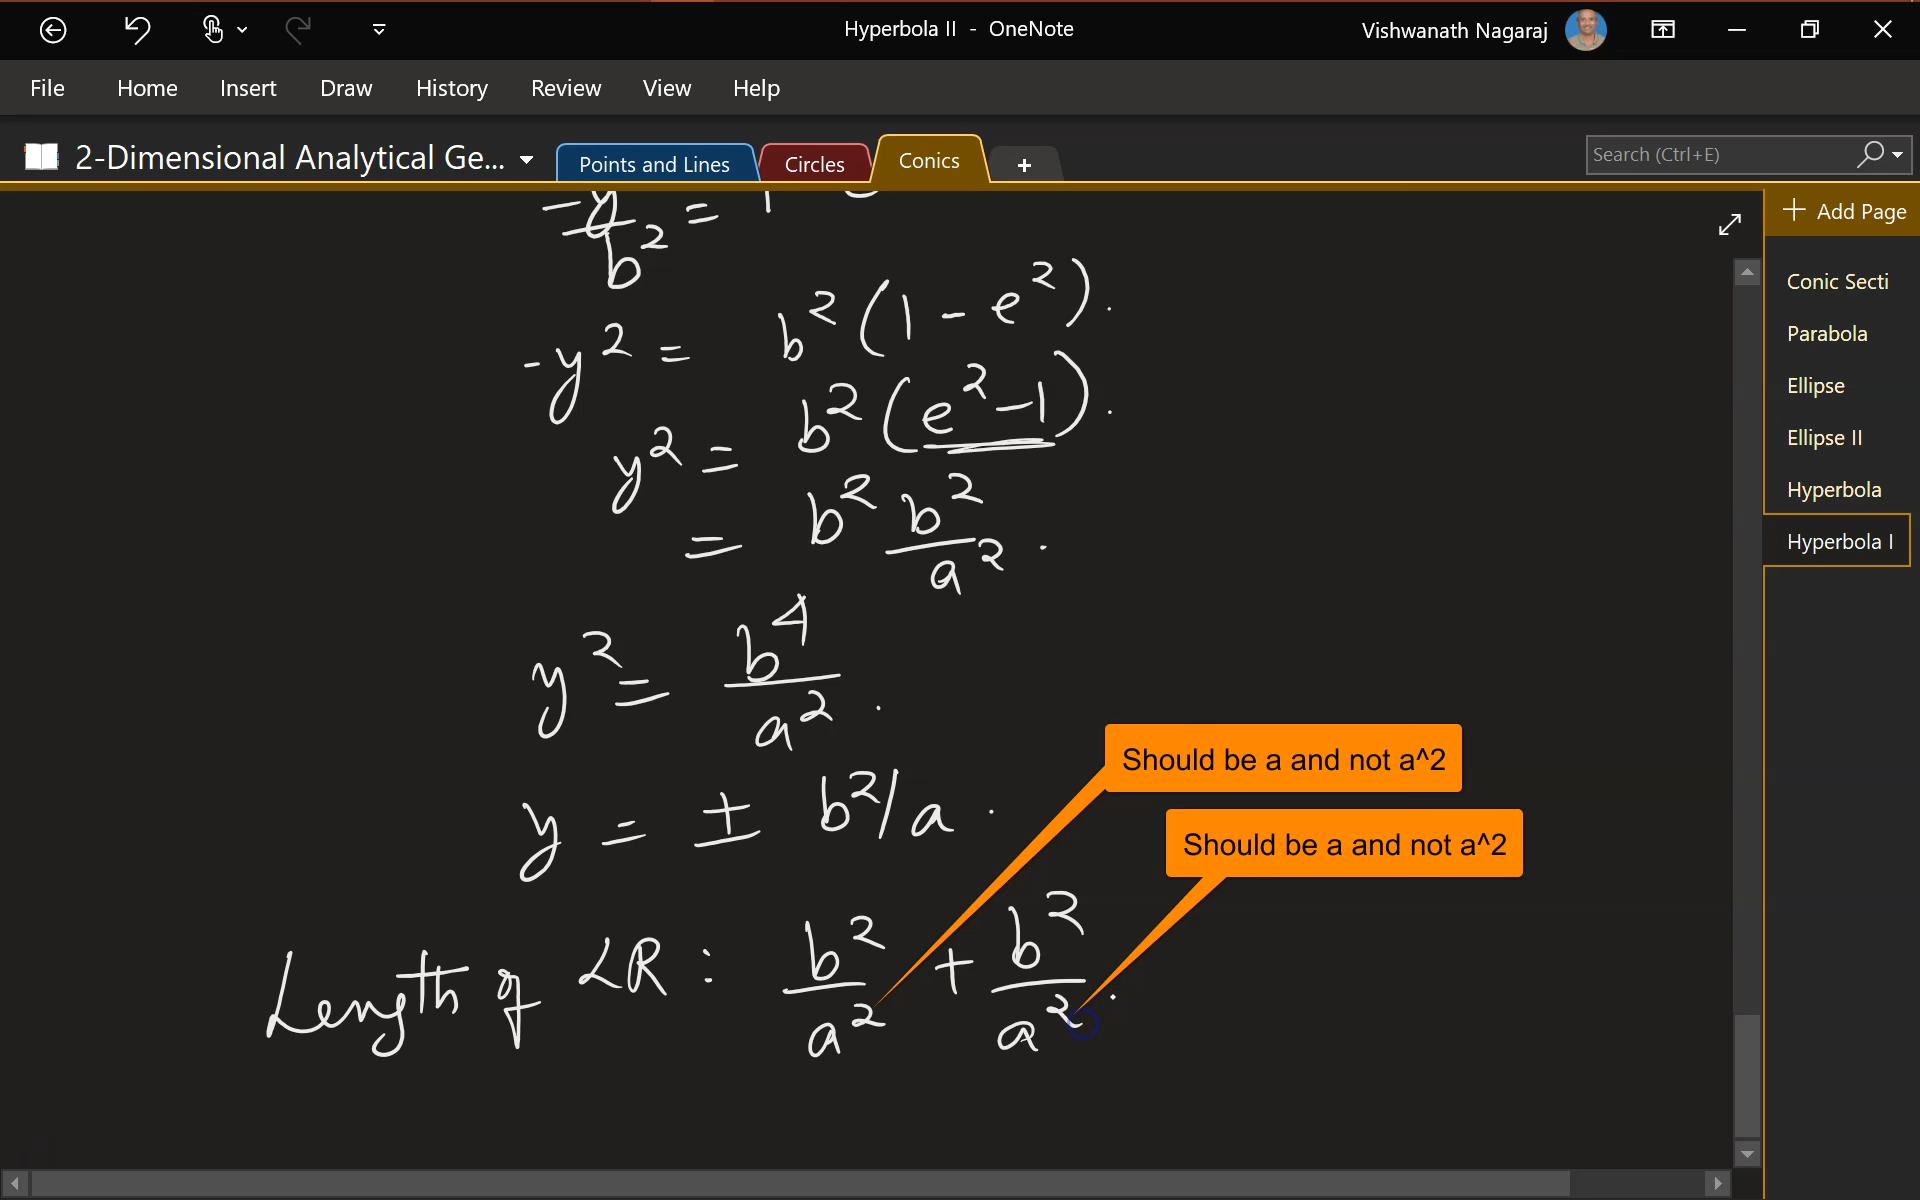 Hyperbola II - OneNote
Vishwanath Nagaraj
File Home Insert Draw History Review View Help
2-Dimensional Analytical Ge...
Points and Lines
Circles
Conics
+
Search (Ctrl+E)
Add Page
Conic Secti
Parabola
Ellipse
Ellipse II
Hyperbola
Hyperbola I
-y/b² = 1
-y² = b²(1 - e²).
y² = b²(e² - 1).
= b² b²/a² .
y² = b⁴/a² .
y = ± b²/a .
Should be a and not a^2
Should be a and not a^2
Length of LR : b²/a² + b²/a² .